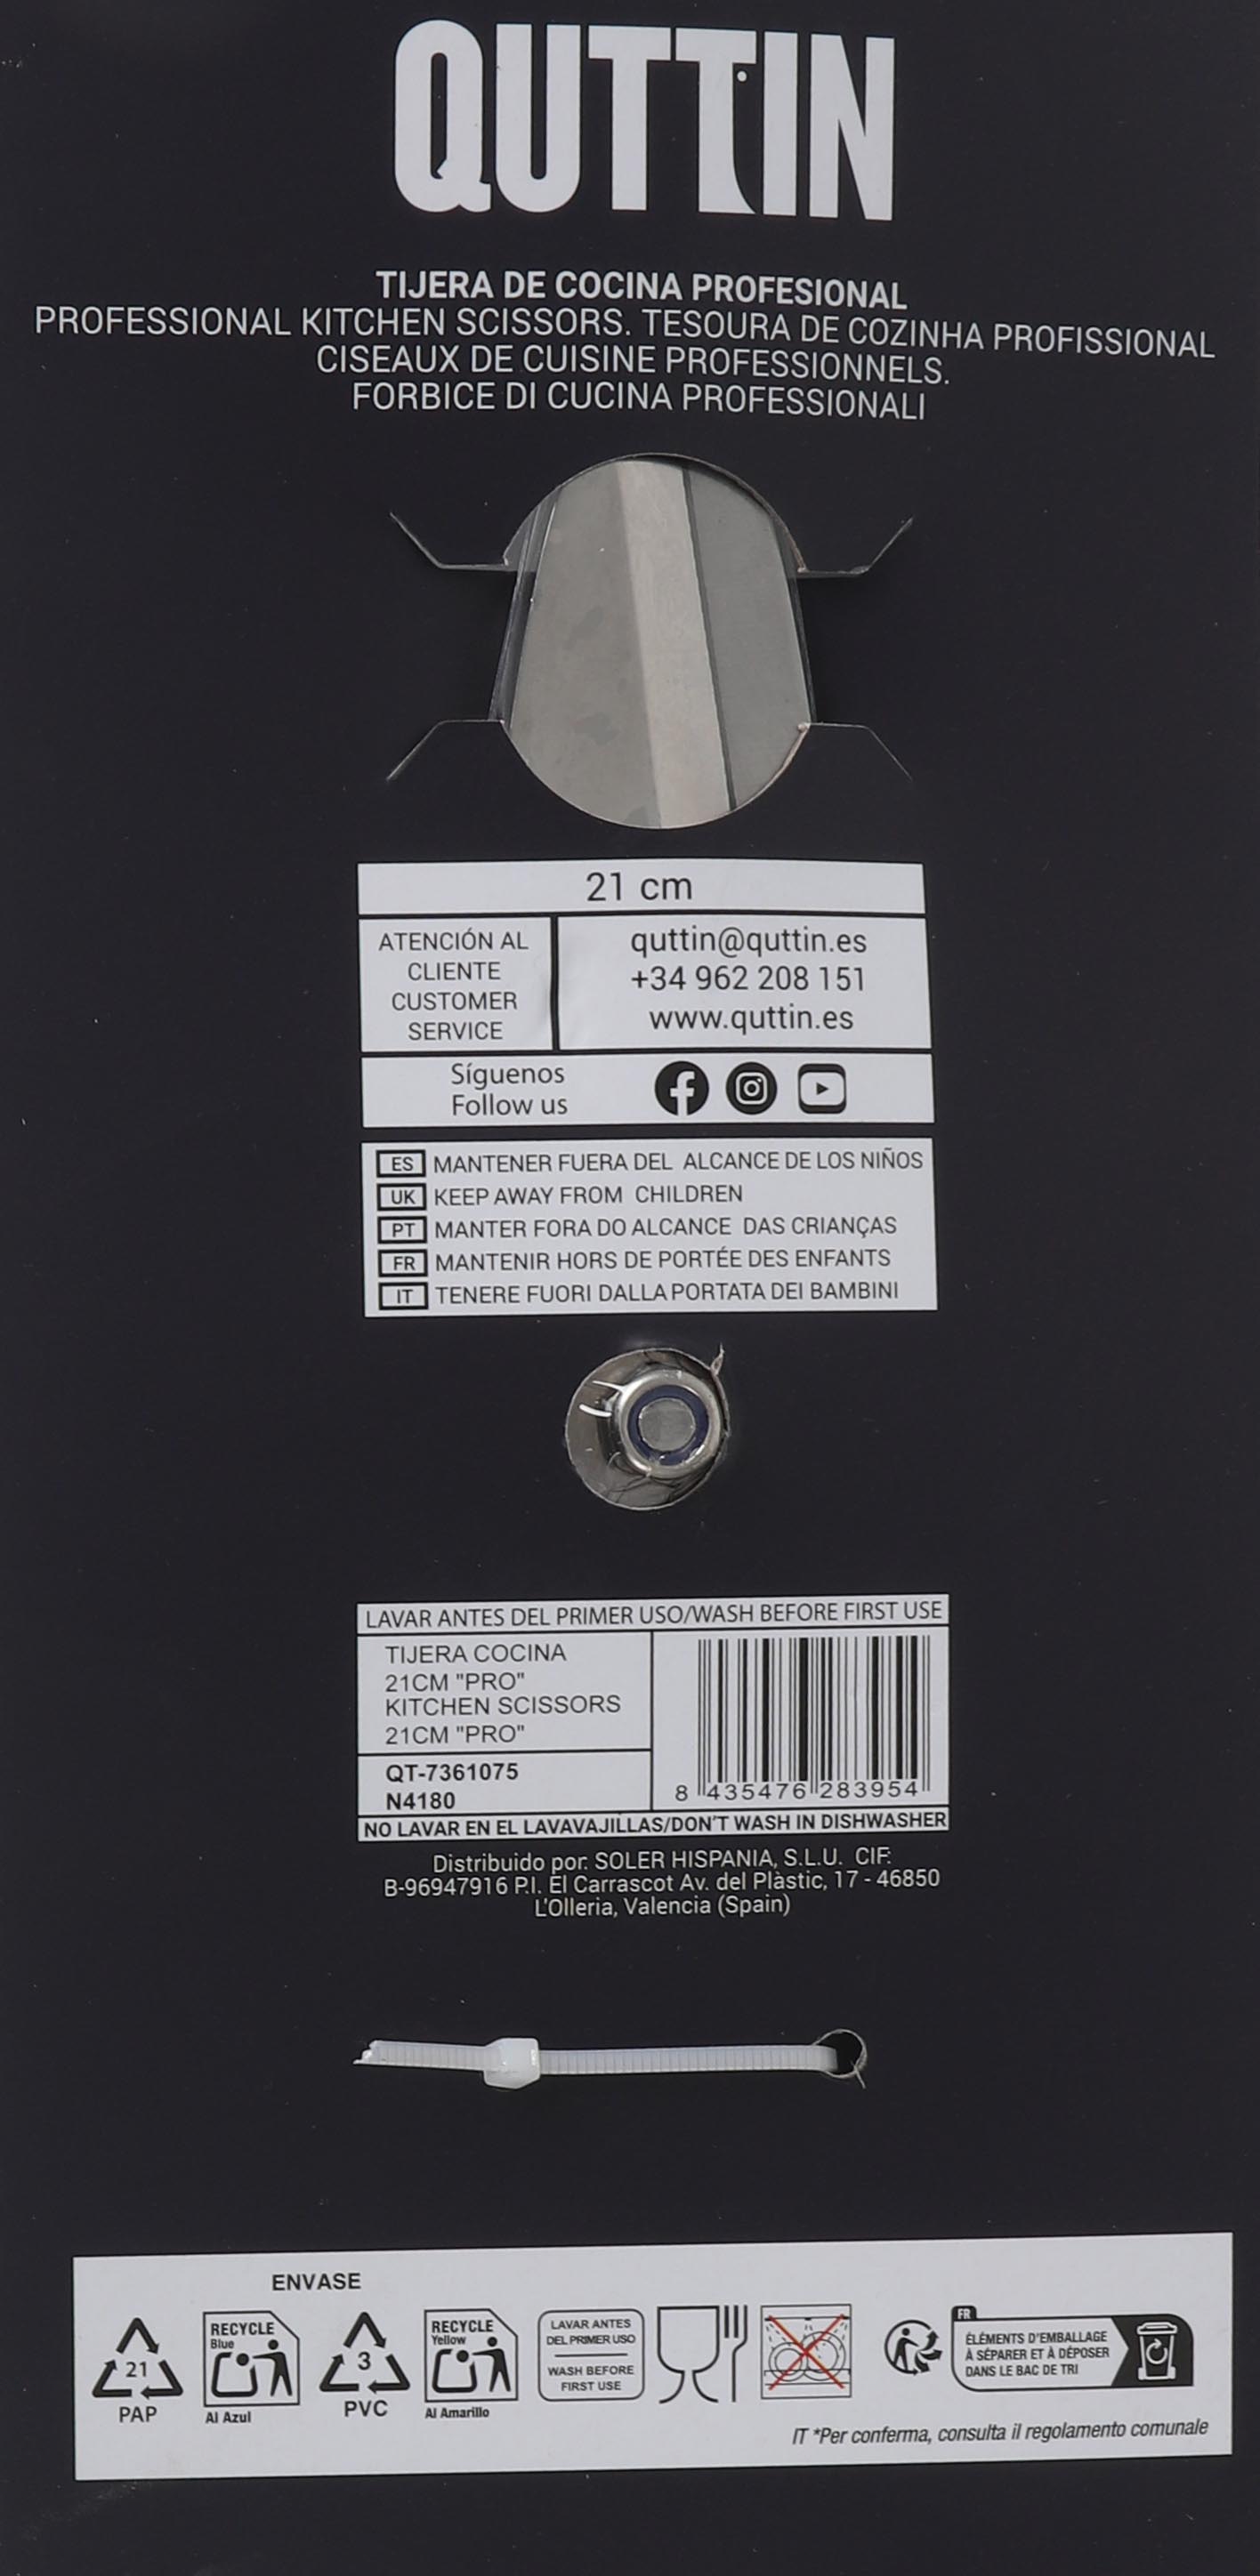 QUTTIN
TIJERA DE COCINA PROFESIONAL
PROFESSIONAL KITCHEN SCISSORS. TESOURA DE COZINHA PROFISSIONAL
CISEAUX DE CUISINE PROFESSIONNELS.
FORBICE DI CUCINA PROFESSIONALI
21 cm
ATENCIÓN AL
CLIENTE
CUSTOMER
SERVICE
quttin@quttin.es
+34 962 208 151
www.quttin.es
Síguenos
Follow us
ES MANTENER FUERA DEL ALCANCE DE LOS NIÑOS
UK KEEP AWAY FROM CHILDREN
PT MANTER FORA DO ALCANCE DAS CRIANÇAS
FR MANTENIR HORS DE PORTÉE DES ENFANTS
IT TENERE FUORI DALLA PORTATA DEI BAMBINI
LAVAR ANTES DEL PRIMER USO/WASH BEFORE FIRST USE
TIJERA COCINA
21CM "PRO"
KITCHEN SCISSORS
21CM "PRO"
QT-7361075
N4180
8 435476 283954
NO LAVAR EN EL LAVAVAJILLAS/DON'T WASH IN DISHWASHER
Distribuido por: SOLER HISPANIA, S.L.U. CIF:
B-96947916 P.I. El Carrascot Av. del Plàstic, 17 - 46850
L'Olleria, Valencia (Spain)
ENVASE
21
PAP
RECYCLE
Blue
Al Azul
3
PVC
RECYCLE
Yellow
Al Amarillo
LAVAR ANTES
DEL PRIMER USO
WASH BEFORE
FIRST USE
FR
ÉLÉMENTS D'EMBALLAGE
À SÉPARER ET À DÉPOSER
DANS LE BAC DE TRI
IT *Per conferma, consulta il regolamento comunale